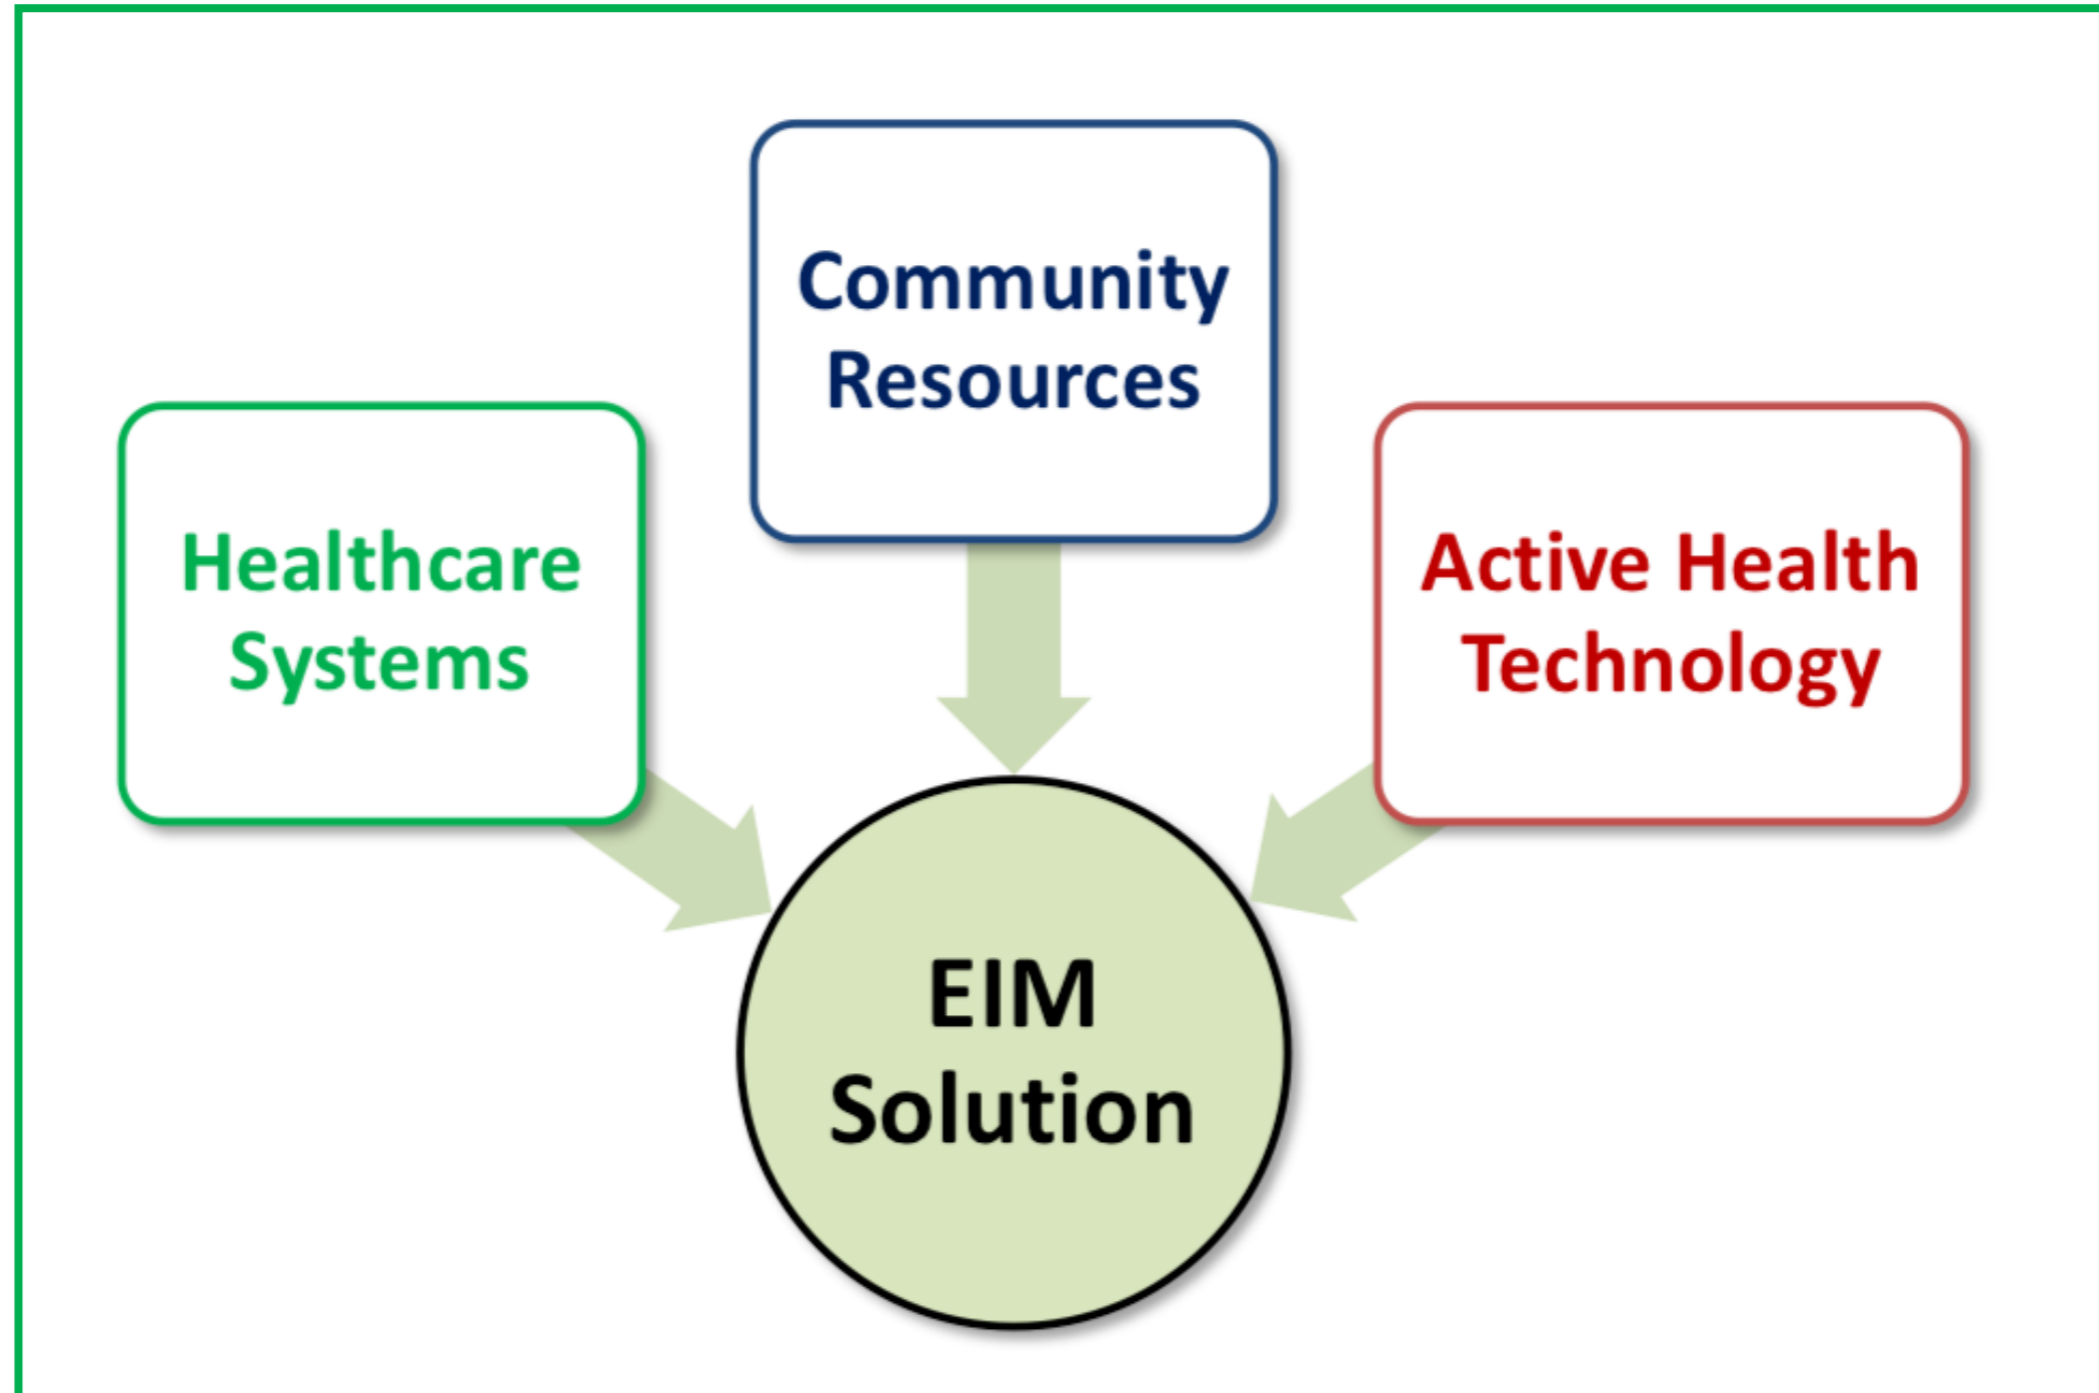 Community
Resources
Healthcare
Systems
Active Health
Technology
EIM
Solution